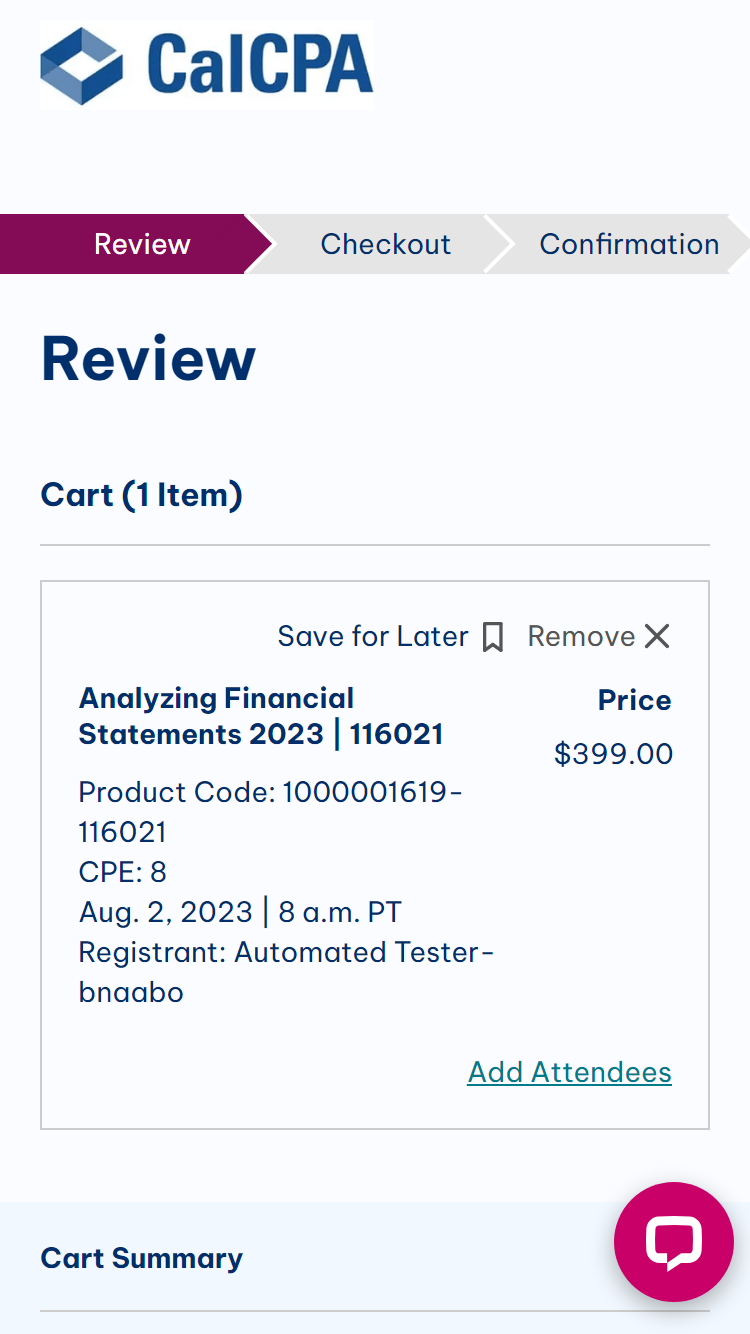 CalCPA
Review
Checkout
Confirmation
Review
Cart (1 Item)
Save for Later
Remove
Analyzing Financial
Statements 2023 | 116021
Price
$399.00
Product Code: 1000001619-
116021
CPE: 8
Aug. 2, 2023 | 8 a.m. PT
Registrant: Automated Tester-
bnaabo
Add Attendees
Cart Summary